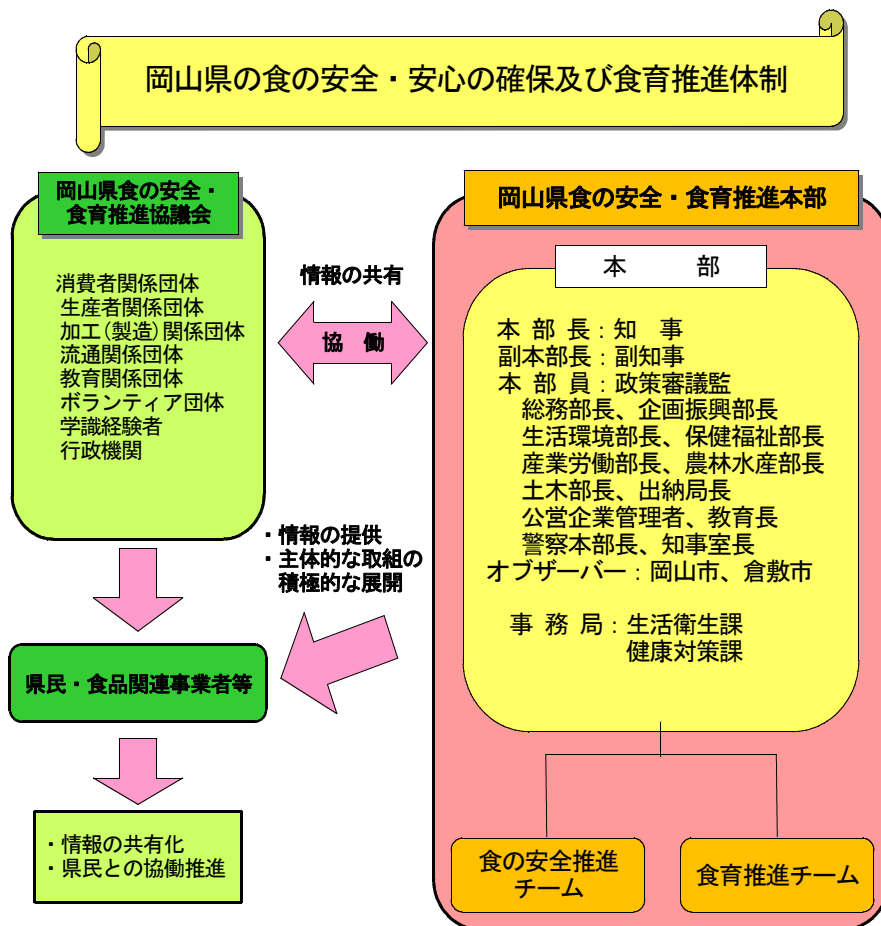 岡山県の食の安全・安心の確保及び食育推進体制
岡山県食の安全・
食育推進協議会
消費者関係団体
生産者関係団体
加工(製造)関係団体
流通関係団体
教育関係団体
ボランティア団体
学識経験者
行政機関
情報の共有
協 働
岡山県食の安全・食育推進本部
本 部
本 部 長：知 事
副本部長：副知事
本 部 員：政策審議監
総務部長、企画振興部長
生活環境部長、保健福祉部長
産業労働部長、農林水産部長
土木部長、出納局長
公営企業管理者、教育長
警察本部長、知事室長
オブザーバー：岡山市、倉敷市
事 務 局：生活衛生課
健康対策課
・情報の提供
・主体的な取組の
積極的な展開
県民・食品関連事業者等
・情報の共有化
・県民との協働推進
食の安全推進
チーム
食育推進チーム